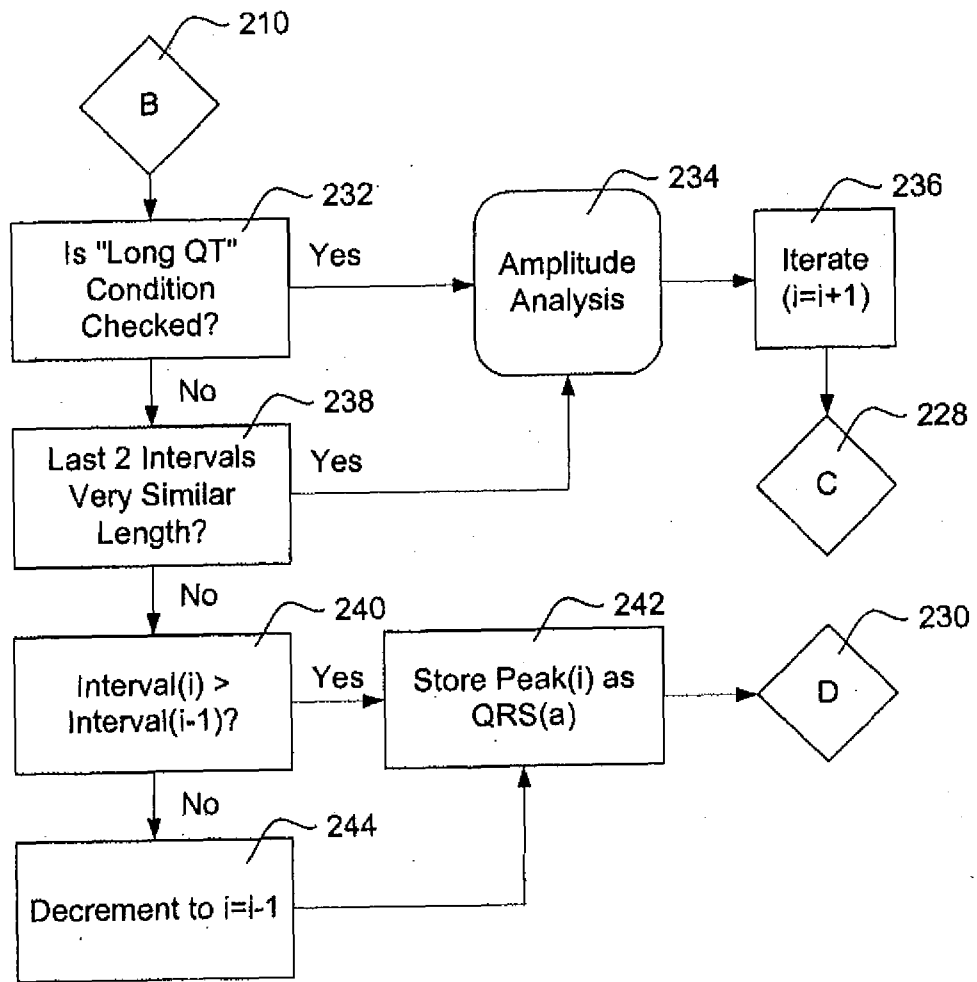 210
B
232
Is "Long QT"
Condition
Checked?
Yes
234
Amplitude
Analysis
236
Iterate
(i=i+1)
No
238
Last 2 Intervals
Very Similar
Length?
Yes
228
C
No
240
Interval(i) >
Interval(i-1)?
Yes
242
Store Peak(i) as
QRS(a)
230
D
No
244
Decrement to i=i-1